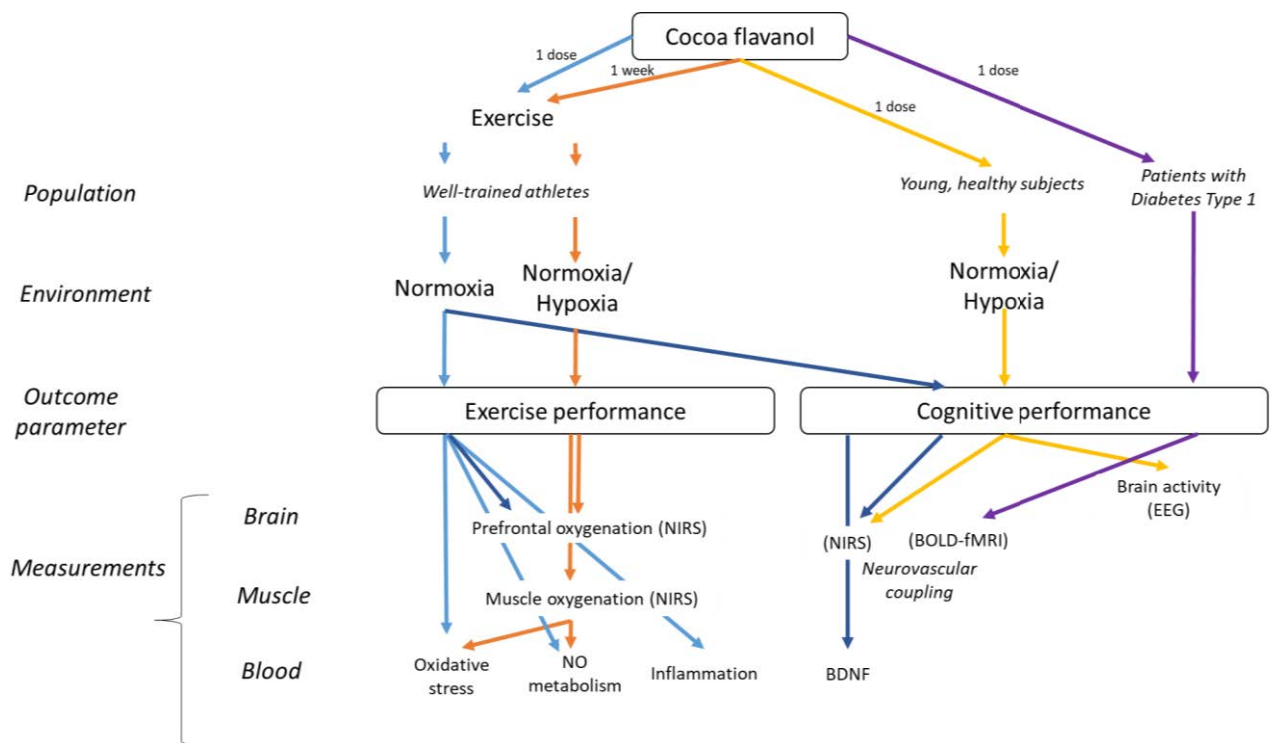 Cocoa flavanol
1 dose
1 week
1 dose
1 dose
Exercise
Population
Well-trained athletes
Young, healthy subjects
Patients with
Diabetes Type 1
Environment
Normoxia
Normoxia/
Hypoxia
Normoxia/
Hypoxia
Outcome
parameter
Exercise performance
Cognitive performance
Measurements
Brain
Prefrontal oxygenation (NIRS)
(NIRS)
(BOLD-fMRI)
Neurovascular
coupling
Brain activity
(EEG)
Muscle
Muscle oxygenation (NIRS)
Blood
Oxidative
stress
NO
metabolism
Inflammation
BDNF